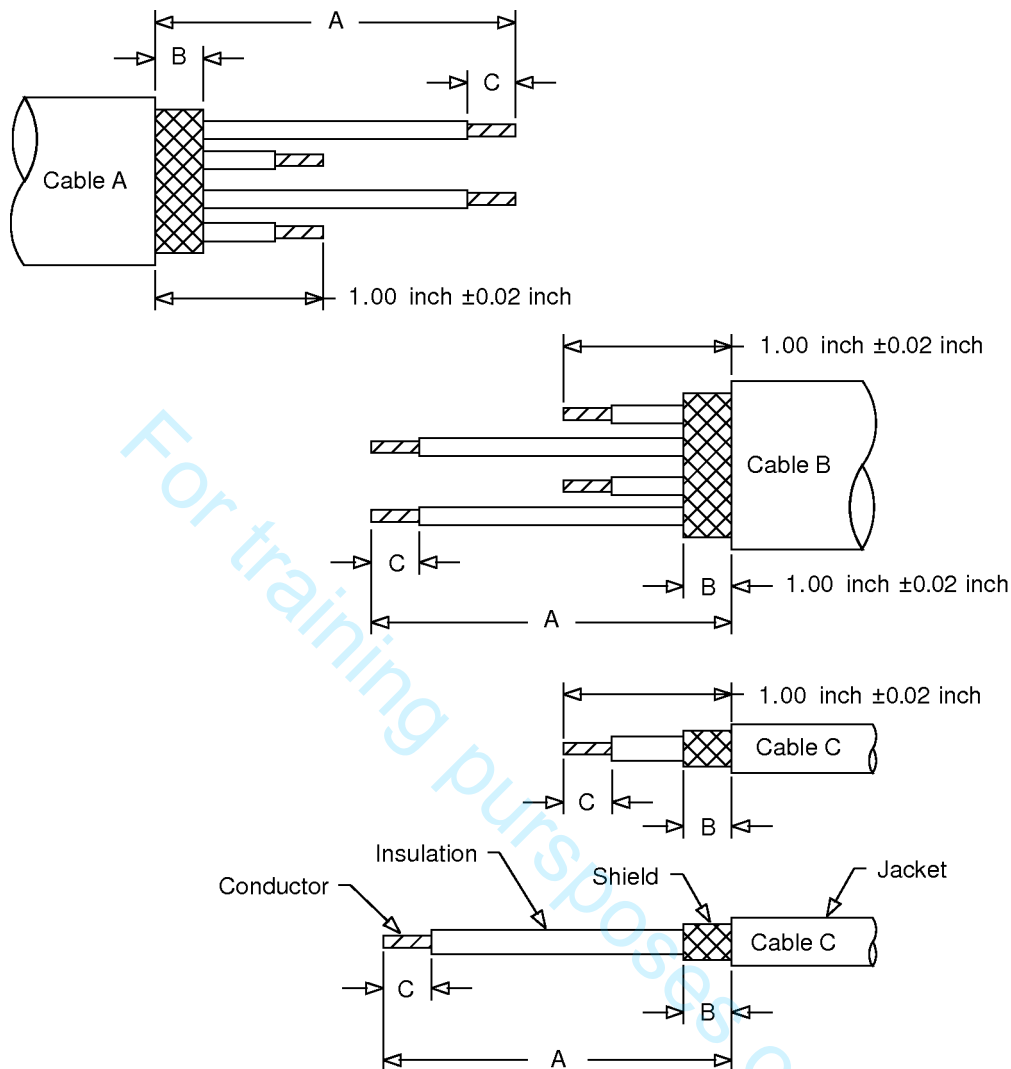 A
B
C
Cable A
1.00 inch ±0.02 inch
1.00 inch ±0.02 inch
Cable B
C
B
1.00 inch ±0.02 inch
A
1.00 inch ±0.02 inch
Cable C
C
B
Insulation
Conductor
Shield
Jacket
Cable C
C
B
A
For training pursposes